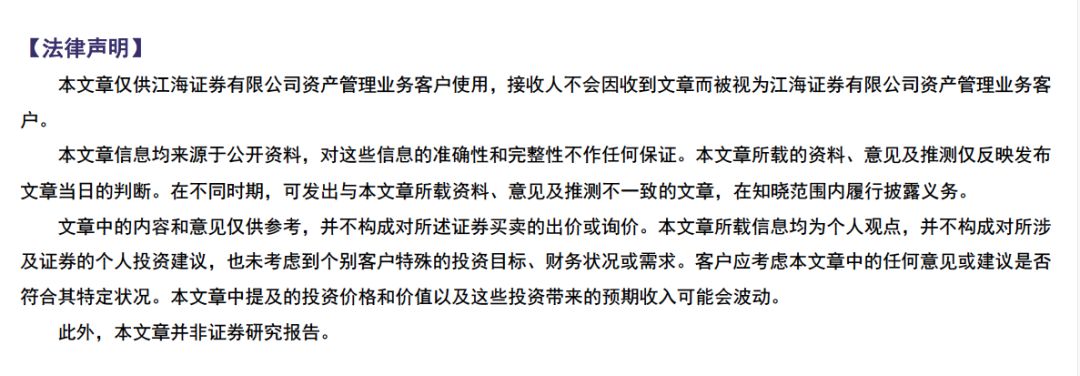 【法律声明】
本文章仅供江海证券有限公司资产管理业务客户使用，接收人不会因收到文章而被视为江海证券有限公司资产管理业务客
户。
本文章信息均来源于公开资料，对这些信息的准确性和完整性不作任何保证。本文章所载的资料、意见及推测仅反映发布
文章当日的判断。在不同时期，可发出与本文章所载资料、意见及推测不一致的文章，在知晓范围内履行披露义务。
文章中的内容和意见仅供参考，并不构成对所述证券买卖的出价或询价。本文章所载信息均为个人观点，并不构成对所涉
及证券的个人投资建议，也未考虑到个别客户特殊的投资目标、财务状况或需求。客户应考虑本文章中的任何意见或建议是否
符合其特定状况。本文章中提及的投资价格和价值以及这些投资带来的预期收入可能会波动。
此外，本文章并非证券研究报告。